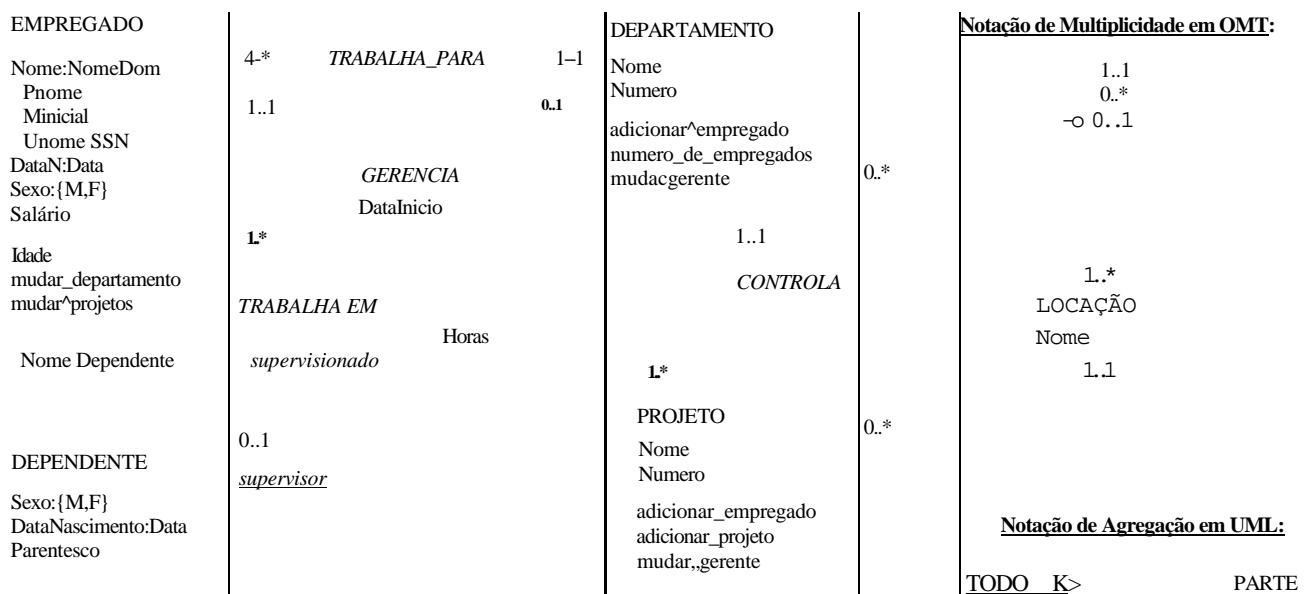 EMPREGADO
Nome:NomeDom
Pnome
Minicial
Unome SSN
DataN:Data
Sexo:{M,F}
Salário
Idade
mudar_departamento
mudar^projetos
Nome Dependente
DEPENDENTE
Sexo:{M,F}
DataNascimento:Data
Parentesco
4-* TRABALHA_PARA 1–1
1..1 0..1
GERENCIA
DataInicio
1..*
TRABALHA EM
Horas
supervisionado
0..1
supervisor
DEPARTAMENTO
Nome
Numero
adicionar^empregado
numero_de_empregados
mudacgerente
0..*
1..1
CONTROLA
1..*
PROJETO
0..*
Nome
Numero
adicionar_empregado
adicionar_projeto
mudar,,gerente
Notação de Multiplicidade em OMT:
1..1
0..*
-o 0..1
1..*
LOCAÇÃO
Nome
1..1
Notação de Agregação em UML:
TODO K> PARTE